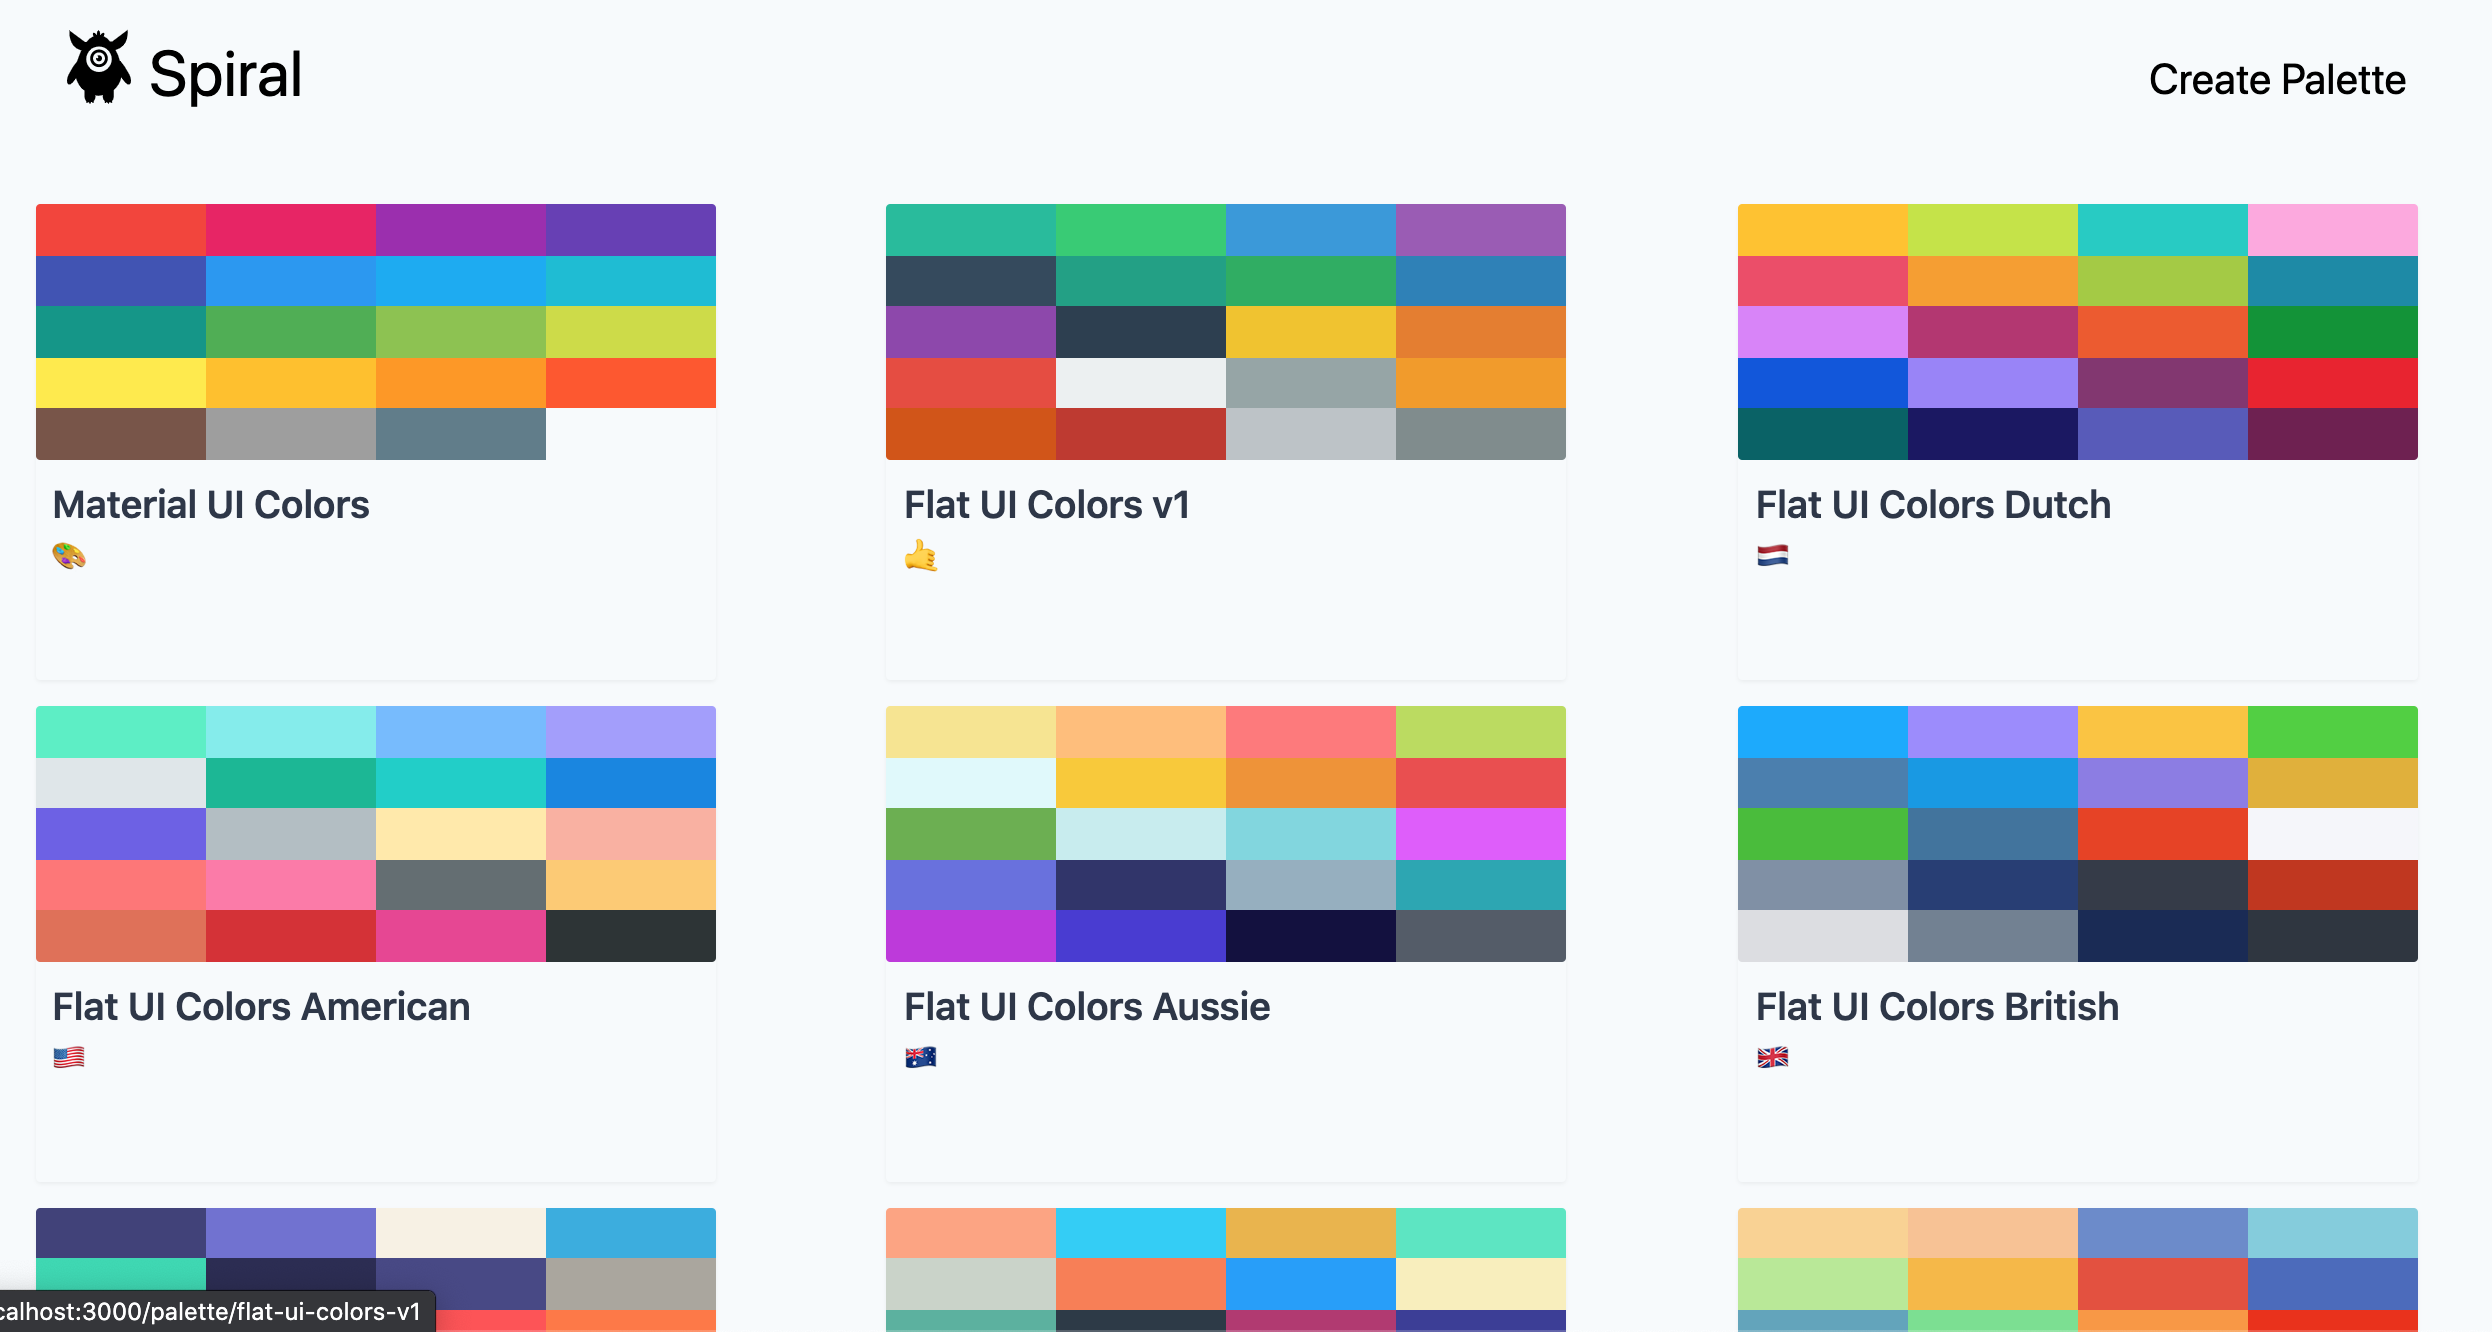 Spiral
Create Palette
Material UI Colors
Flat UI Colors v1
Flat UI Colors Dutch
Flat UI Colors American
Flat UI Colors Aussie
Flat UI Colors British
calhost:3000/palette/flat-ui-colors-v1